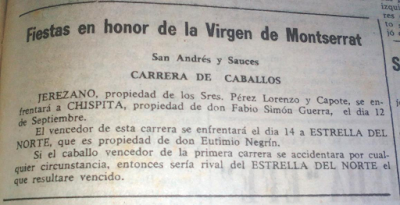 Fiestas en honor de la Virgen de Montserrat
San Andrés y Sauces
CARRERA DE CABALLOS
JEREZANO, propiedad de los Sres. Pérez Lorenzo y Capote, se en-
frentará a CHISPITA, propiedad de don Fabio Simón Guerra, el día 12
de Septiembre.
El vencedor de esta carrera se enfrentará el día 14 a ESTRELLA DEL
NORTE, que es propiedad de don Eutimio Negrín.
Si el caballo vencedor de la primera carrera se accidentara por cual-
quier circunstancia, entonces sería rival del ESTRELLA DEL NORTE el
que resultare vencido.